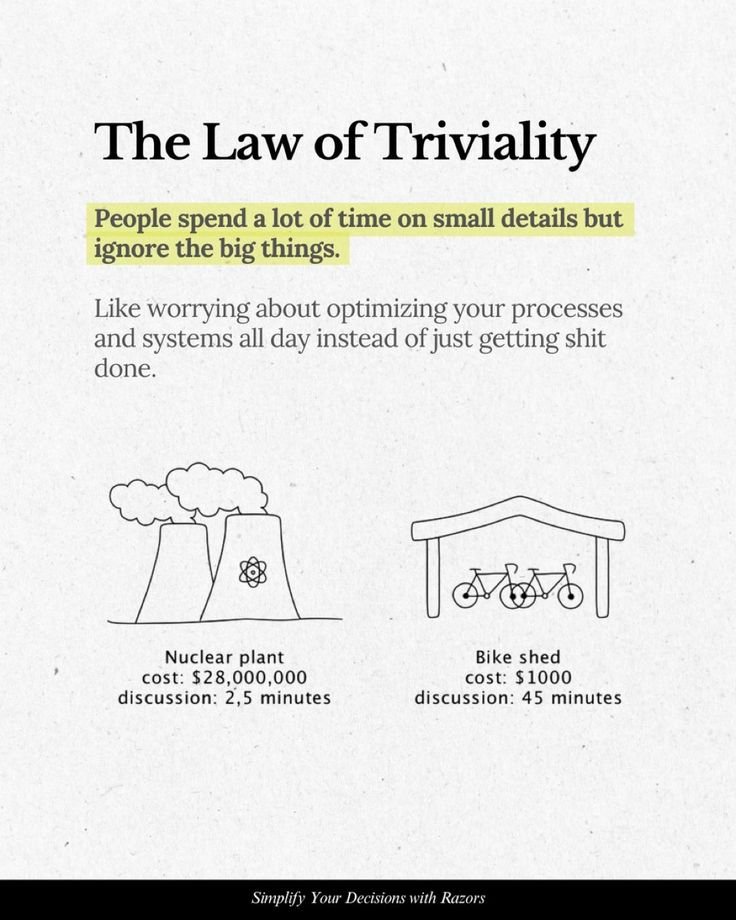 The Law of Triviality
People spend a lot of time on small details but
ignore the big things.
Like worrying about optimizing your processes
and systems all day instead of just getting shit
done.
Nuclear plant
cost: $28,000,000
discussion: 2,5 minutes
Bike shed
cost: $1000
discussion: 45 minutes
Simplify Your Decisions with Razors